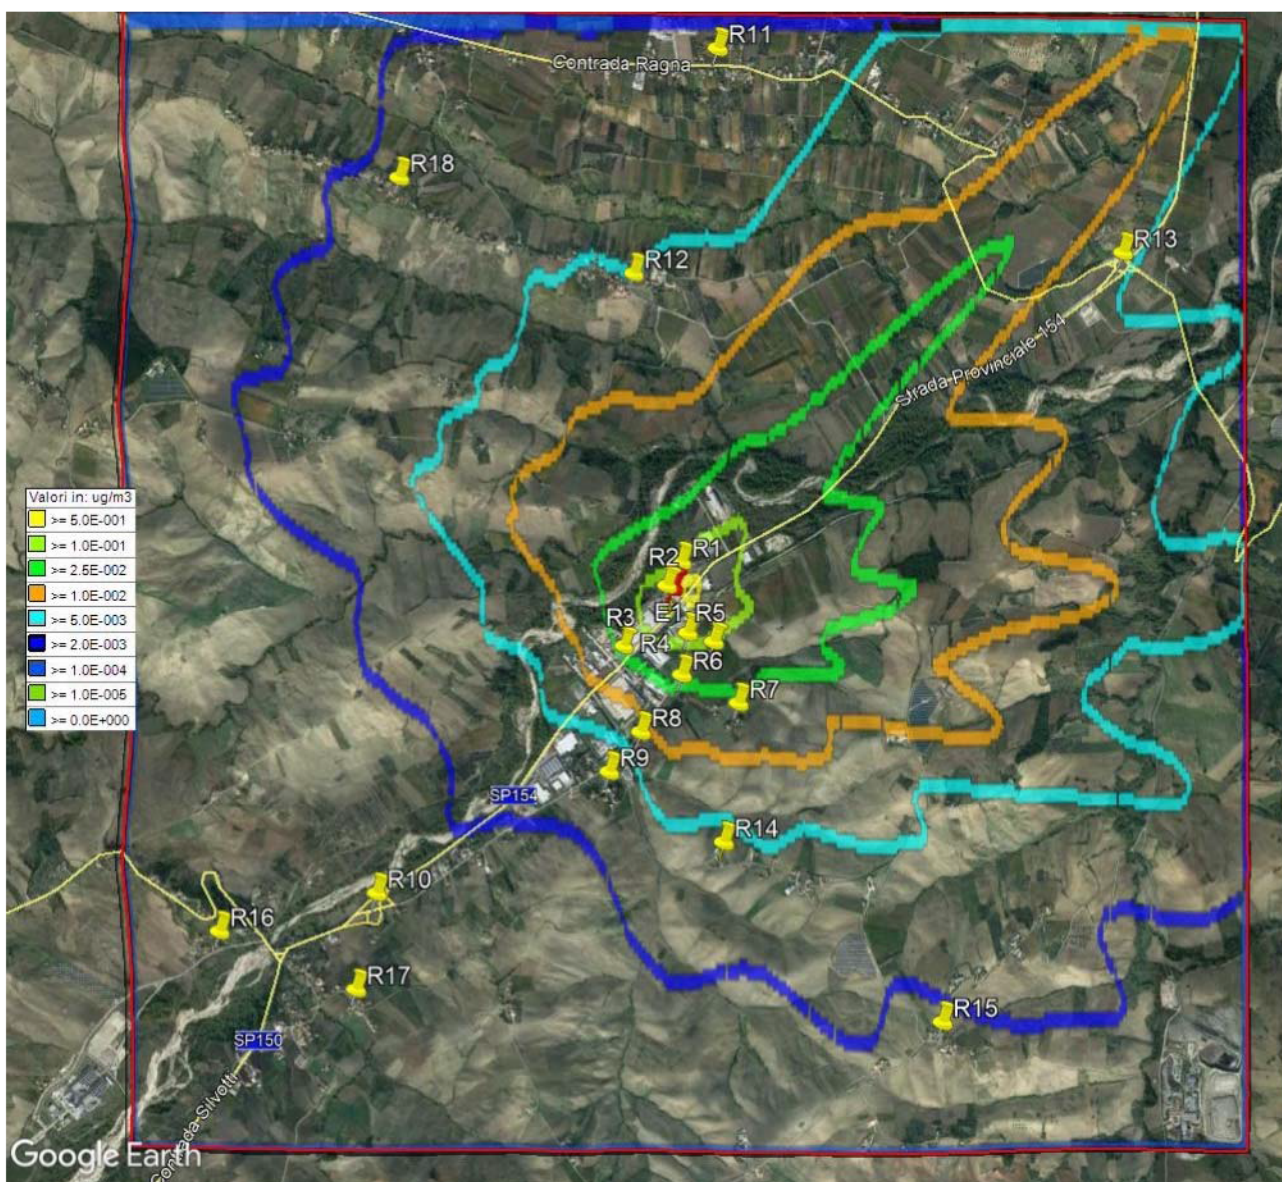 R11
Contrada Ragna
R18
R13
R12
Strada Provinciale 154
Valori in: ug/m3
>= 5.0E-001
>= 1.0E-001
>= 2.5E-002
>= 1.0E-002
>= 5.0E-003
>= 2.0E-003
>= 1.0E-004
>= 1.0E-005
>= 0.0E+000
R1
R2
E1
R5
R3
R4
R6
R7
R8
R9
SP154
R14
R10
R16
R17
R15
SP150
Contrada Silvotti
Google Earth